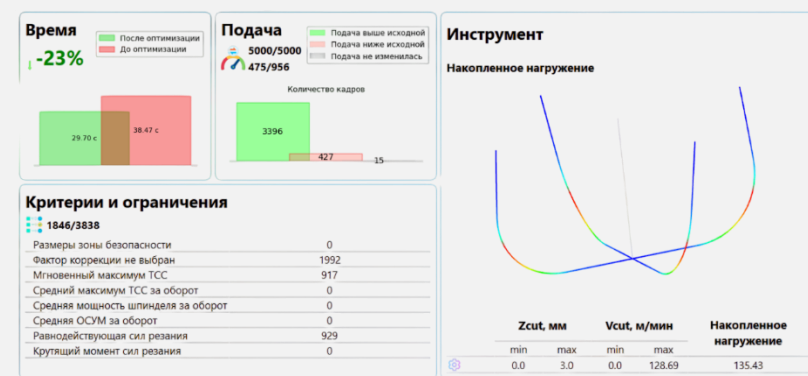 Время
После оптимизации
До оптимизации
-23%
29.70 с
38.47 с
Подача
Подача выше исходной
Подача ниже исходной
Подача не изменилась
5000/5000
475/956
Количество кадров
3396
427
15
Инструмент
Накопленное нагружение
Критерии и ограничения
1846/3838
Размеры зоны безопасности 0
Фактор коррекции не выбран 1992
Мгновенный максимум ТСС 917
Средний максимум ТСС за оборот 0
Средняя мощность шпинделя за оборот 0
Средняя ОСУМ за оборот 0
Равнодействующая сил резания 929
Крутящий момент сил резания 0
Zcut, мм Vcut, м/мин Накопленное
нагружение
min max min max
0.0 3.0 0.0 128.69 135.43